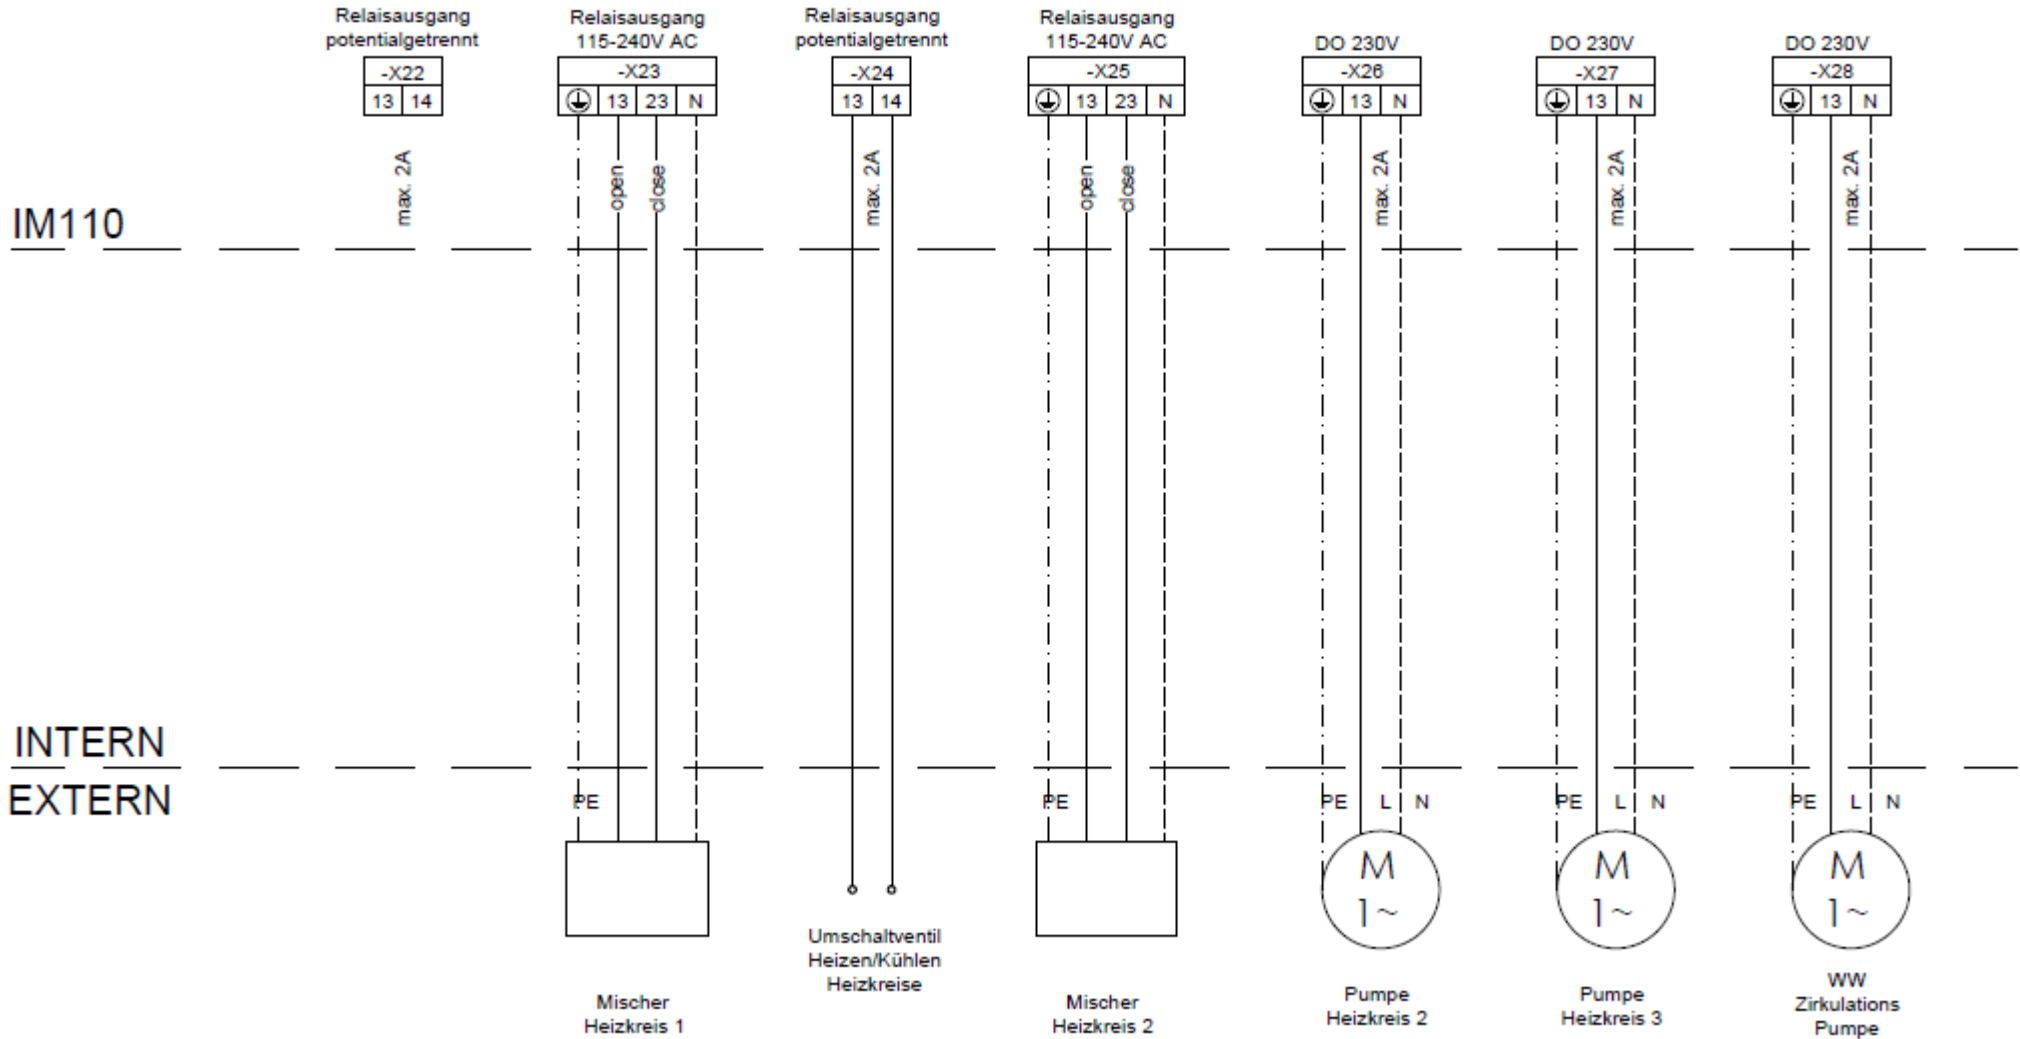 Relaisausgang
potentialgetrennt
-X22
13 14
max. 2A
Relaisausgang
115-240V AC
-X23
13 23 N
open
close
Relaisausgang
potentialgetrennt
-X24
13 14
max. 2A
Relaisausgang
115-240V AC
-X25
13 23 N
open
close
DO 230V
-X26
13 N
max. 2A
DO 230V
-X27
13 N
max. 2A
DO 230V
-X28
13 N
max. 2A
IM110
INTERN
EXTERN
PE
Mischer
Heizkreis 1
Umschaltventil
Heizen/Kühlen
Heizkreise
PE
Mischer
Heizkreis 2
PE L N
M
1~
Pumpe
Heizkreis 2
PE L N
M
1~
Pumpe
Heizkreis 3
PE L N
M
1~
WW
Zirkulations
Pumpe